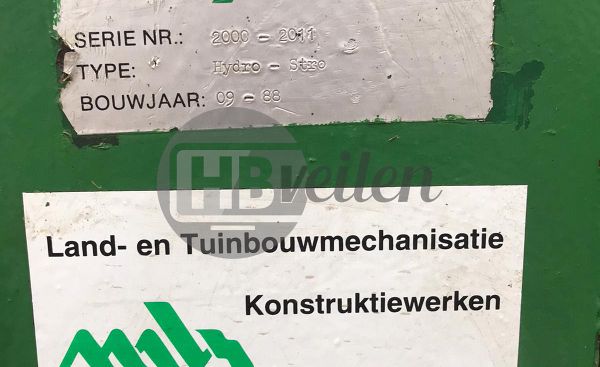 SERIE NR.: 2000 - 2011
TYPE: Hydro - Stro
BOUWJAAR: 09 - 88
HBveilen
Land- en Tuinbouwmechanisatie
Konstruktiewerken